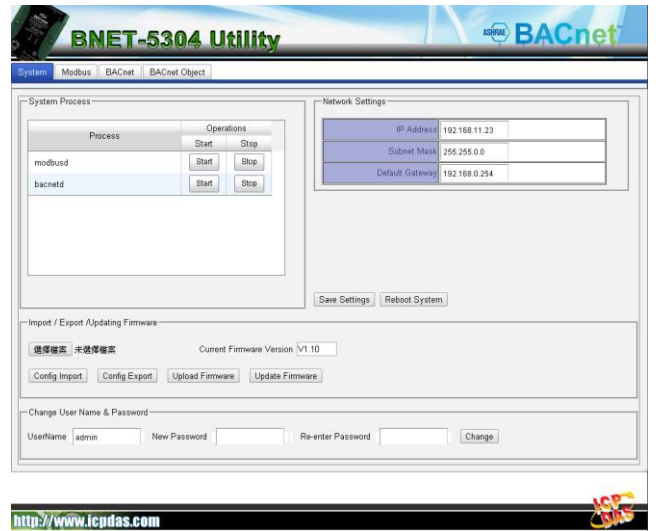 BNET-5304 Utility
ASHRAE BACnet
System Modbus BACnet BACnet Object
System Process
Process Operations
Start Stop
modbusd Start Stop
bacnetd Start Stop
Network Settings
IP Address 192.168.11.23
Subnet Mask 255.255.0.0
Default Gateway 192.168.0.254
Save Settings Reboot System
Import / Export /Updating Firmware
選擇檔案 未選擇檔案 Current Firmware Version V1.10
Config Import Config Export Upload Firmware Update Firmware
Change User Name & Password
UserName admin New Password Re-enter Password Change
http://www.icpdas.com
ICP DAS